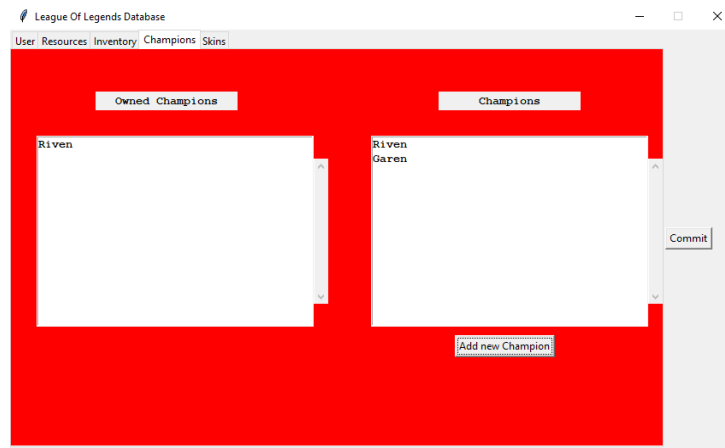 League Of Legends Database
User Resources Inventory Champions Skins
Owned Champions
Champions
Riven
Riven
Garen
Commit
Add new Champion